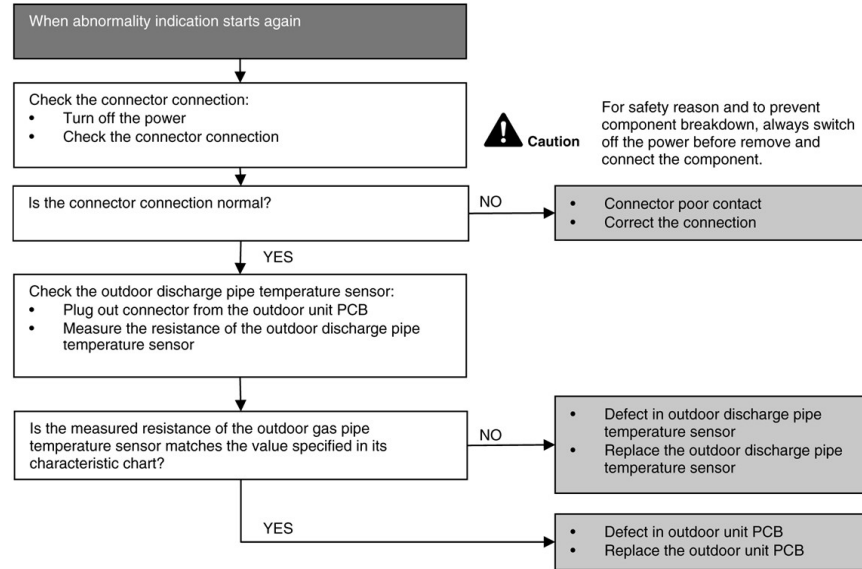 When abnormality indication starts again
Check the connector connection:
• Turn off the power
• Check the connector connection
Caution
For safety reason and to prevent
component breakdown, always switch
off the power before remove and
connect the component.
Is the connector connection normal?
NO
• Connector poor contact
• Correct the connection
YES
Check the outdoor discharge pipe temperature sensor:
• Plug out connector from the outdoor unit PCB
• Measure the resistance of the outdoor discharge pipe
temperature sensor
Is the measured resistance of the outdoor gas pipe
temperature sensor matches the value specified in its
characteristic chart?
NO
• Defect in outdoor discharge pipe
temperature sensor
• Replace the outdoor discharge pipe
temperature sensor
YES
• Defect in outdoor unit PCB
• Replace the outdoor unit PCB